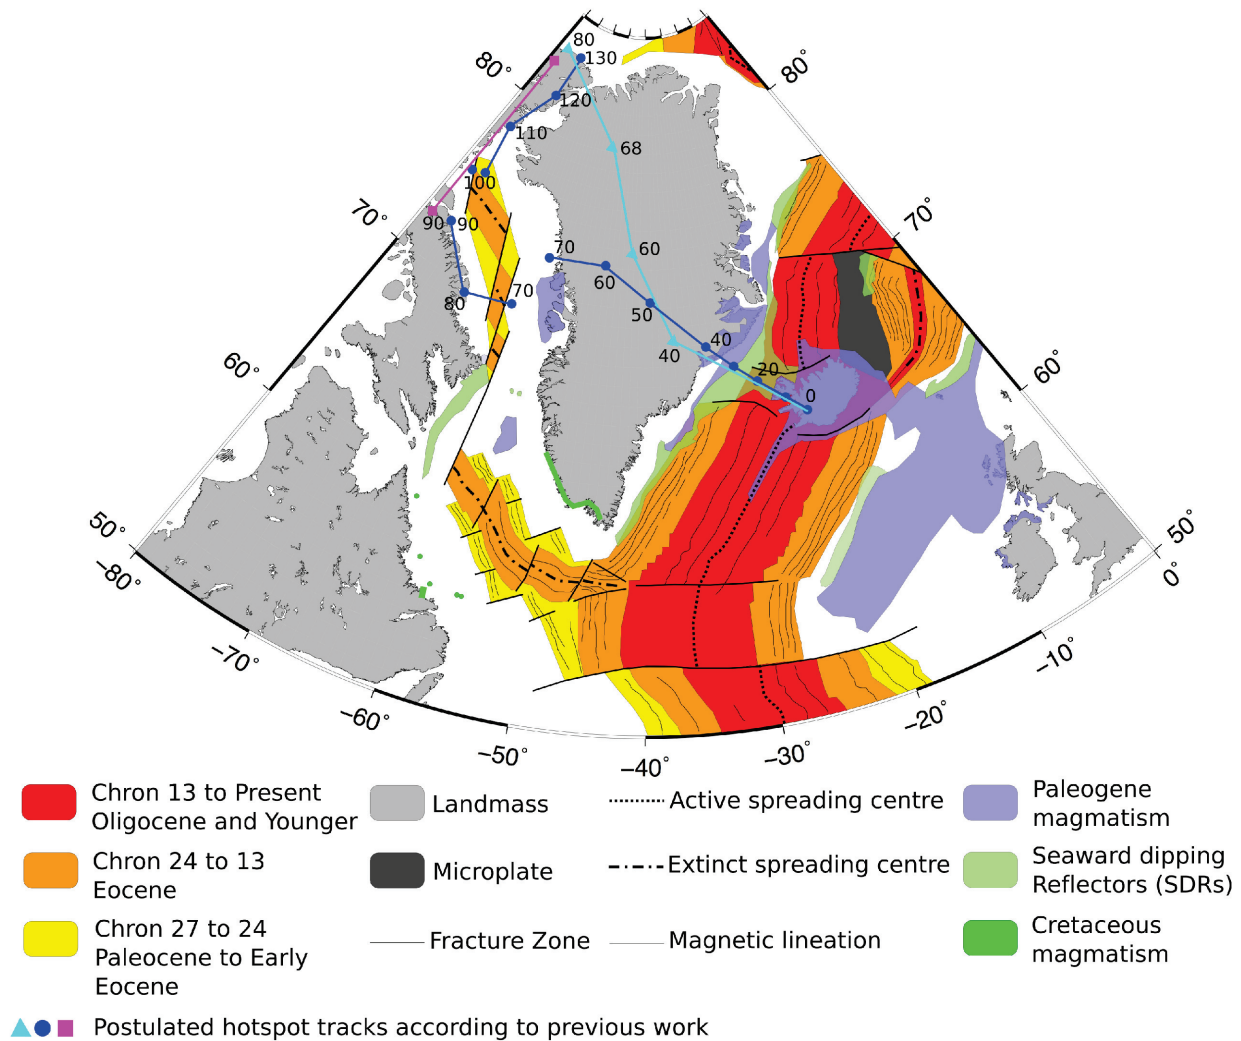 80
130
80°
80°
120
110
68
100
70°
70°
90
90
70
60
60
80
70
50
40
40
20
60°
60°
0
50°
50°
−80°
0°
−70°
−10°
−60°
−20°
−50°
−40°
−30°
Chron 13 to Present
Oligocene and Younger
Landmass
Active spreading centre
Paleogene
magmatism
Chron 24 to 13
Eocene
Microplate
Extinct spreading centre
Seaward dipping
Reflectors (SDRs)
Chron 27 to 24
Paleocene to Early
Eocene
Fracture Zone
Magnetic lineation
Cretaceous
magmatism
Postulated hotspot tracks according to previous work